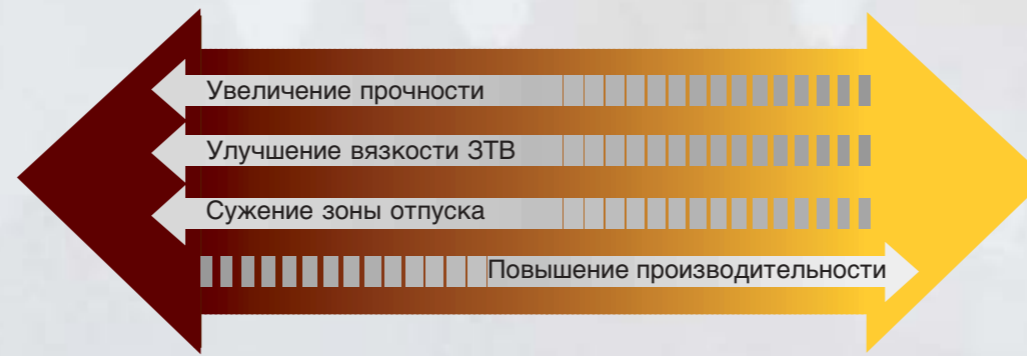 Увеличение прочности
Улучшение вязкости ЗТВ
Сужение зоны отпуска
Повышение производительности